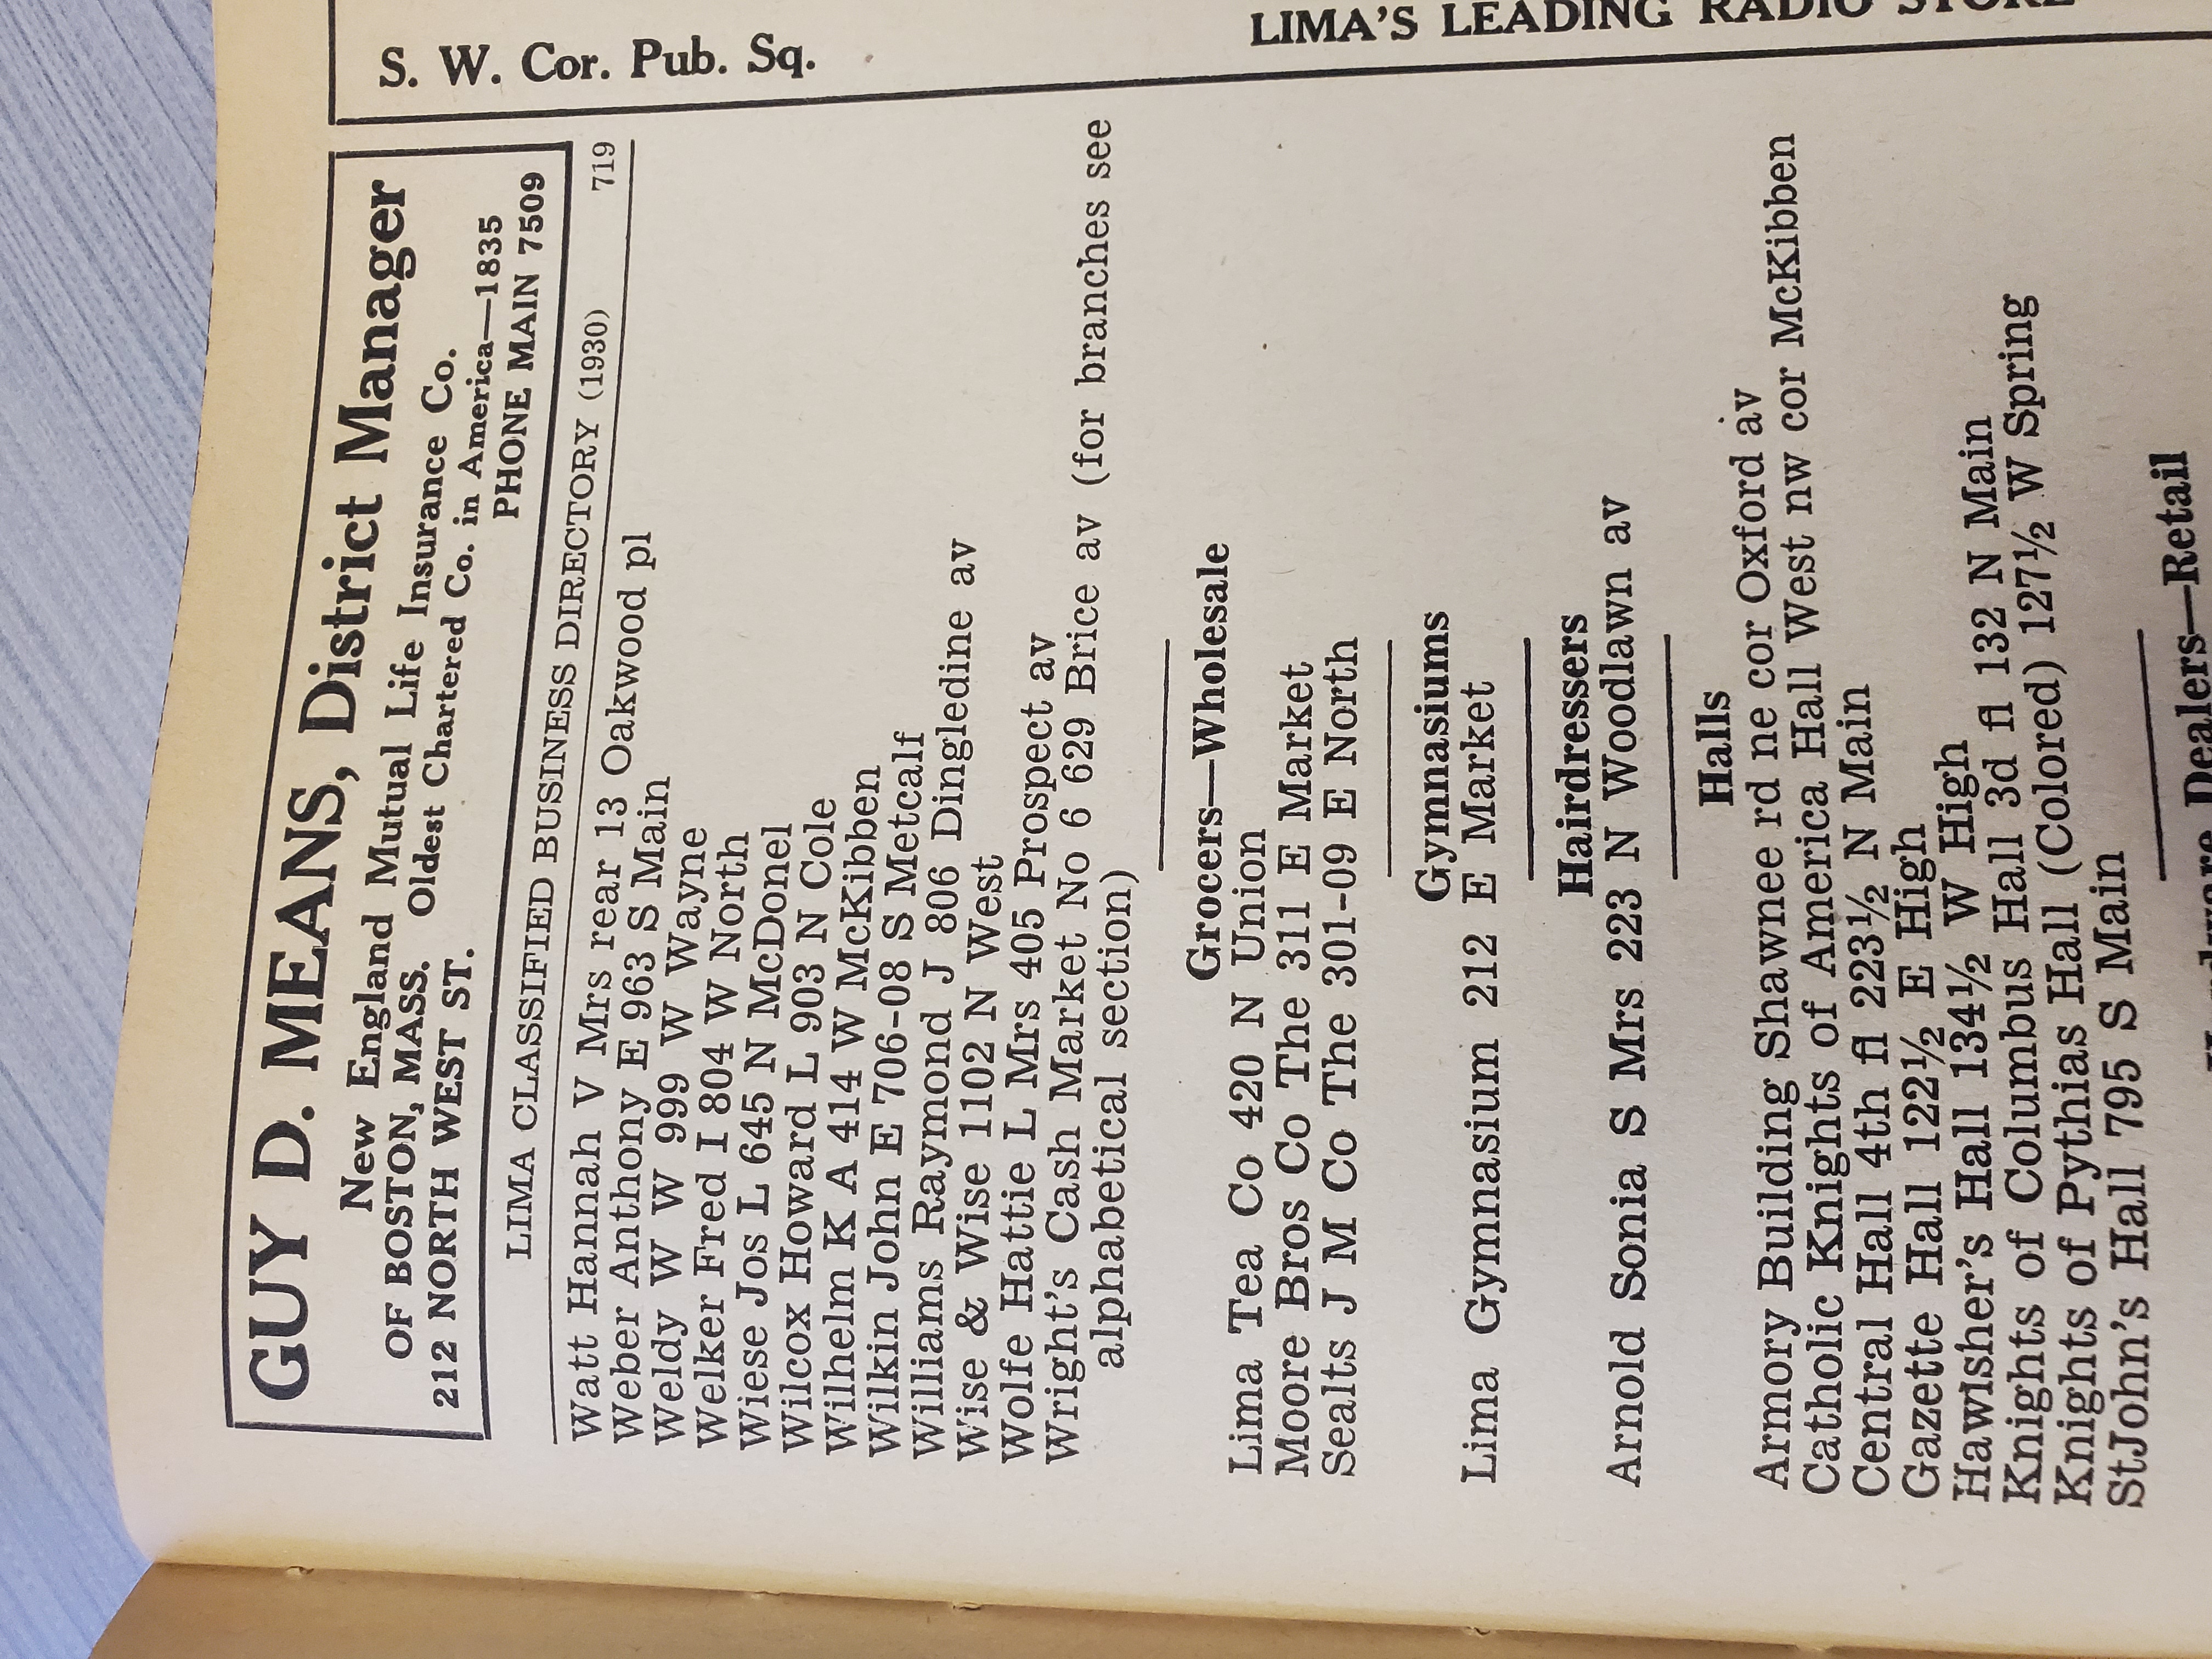 GUY D. MEANS, District Manager
New England Mutual Life Insurance Co.
OF BOSTON, MASS. Oldest Chartered Co. in America—1835
212 NORTH WEST ST. PHONE MAIN 7509
LIMA CLASSIFIED BUSINESS DIRECTORY (1930) 719
Watt Hannah V Mrs rear 13 Oakwood pl
Weber Anthony E 963 S Main
Weldy W W 999 W Wayne
Welker Fred I 804 W North
Wiese Jos L 645 N McDonel
Wilcox Howard L 903 N Cole
Wilhelm K A 414 W McKibben
Wilkin John E 706-08 S Metcalf
Williams Raymond J 806 Dingledine av
Wise & Wise 1102 N West
Wolfe Hattie L Mrs 405 Prospect av
Wright's Cash Market No 6 629 Brice av (for branches see
alphabetical section)
Grocers—Wholesale
Lima Tea Co 420 N Union
Moore Bros Co The 311 E Market
Sealts J M Co The 301-09 E North
Gymnasiums
Lima Gymnasium 212 E Market
Hairdressers
Arnold Sonia S Mrs 223 N Woodlawn av
Halls
Armory Building Shawnee rd ne cor Oxford av
Catholic Knights of America Hall West nw cor McKibben
Central Hall 4th fl 223½ N Main
Gazette Hall 122½ E High
Hawisher's Hall 134½ W High
Knights of Columbus Hall 3d fl 132 N Main
Knights of Pythias Hall (Colored) 127½ W Spring
StJohn's Hall 795 S Main
Dealers—Retail
S. W. Cor. Pub. Sq.
LIMA'S LEADING RADIO STORE